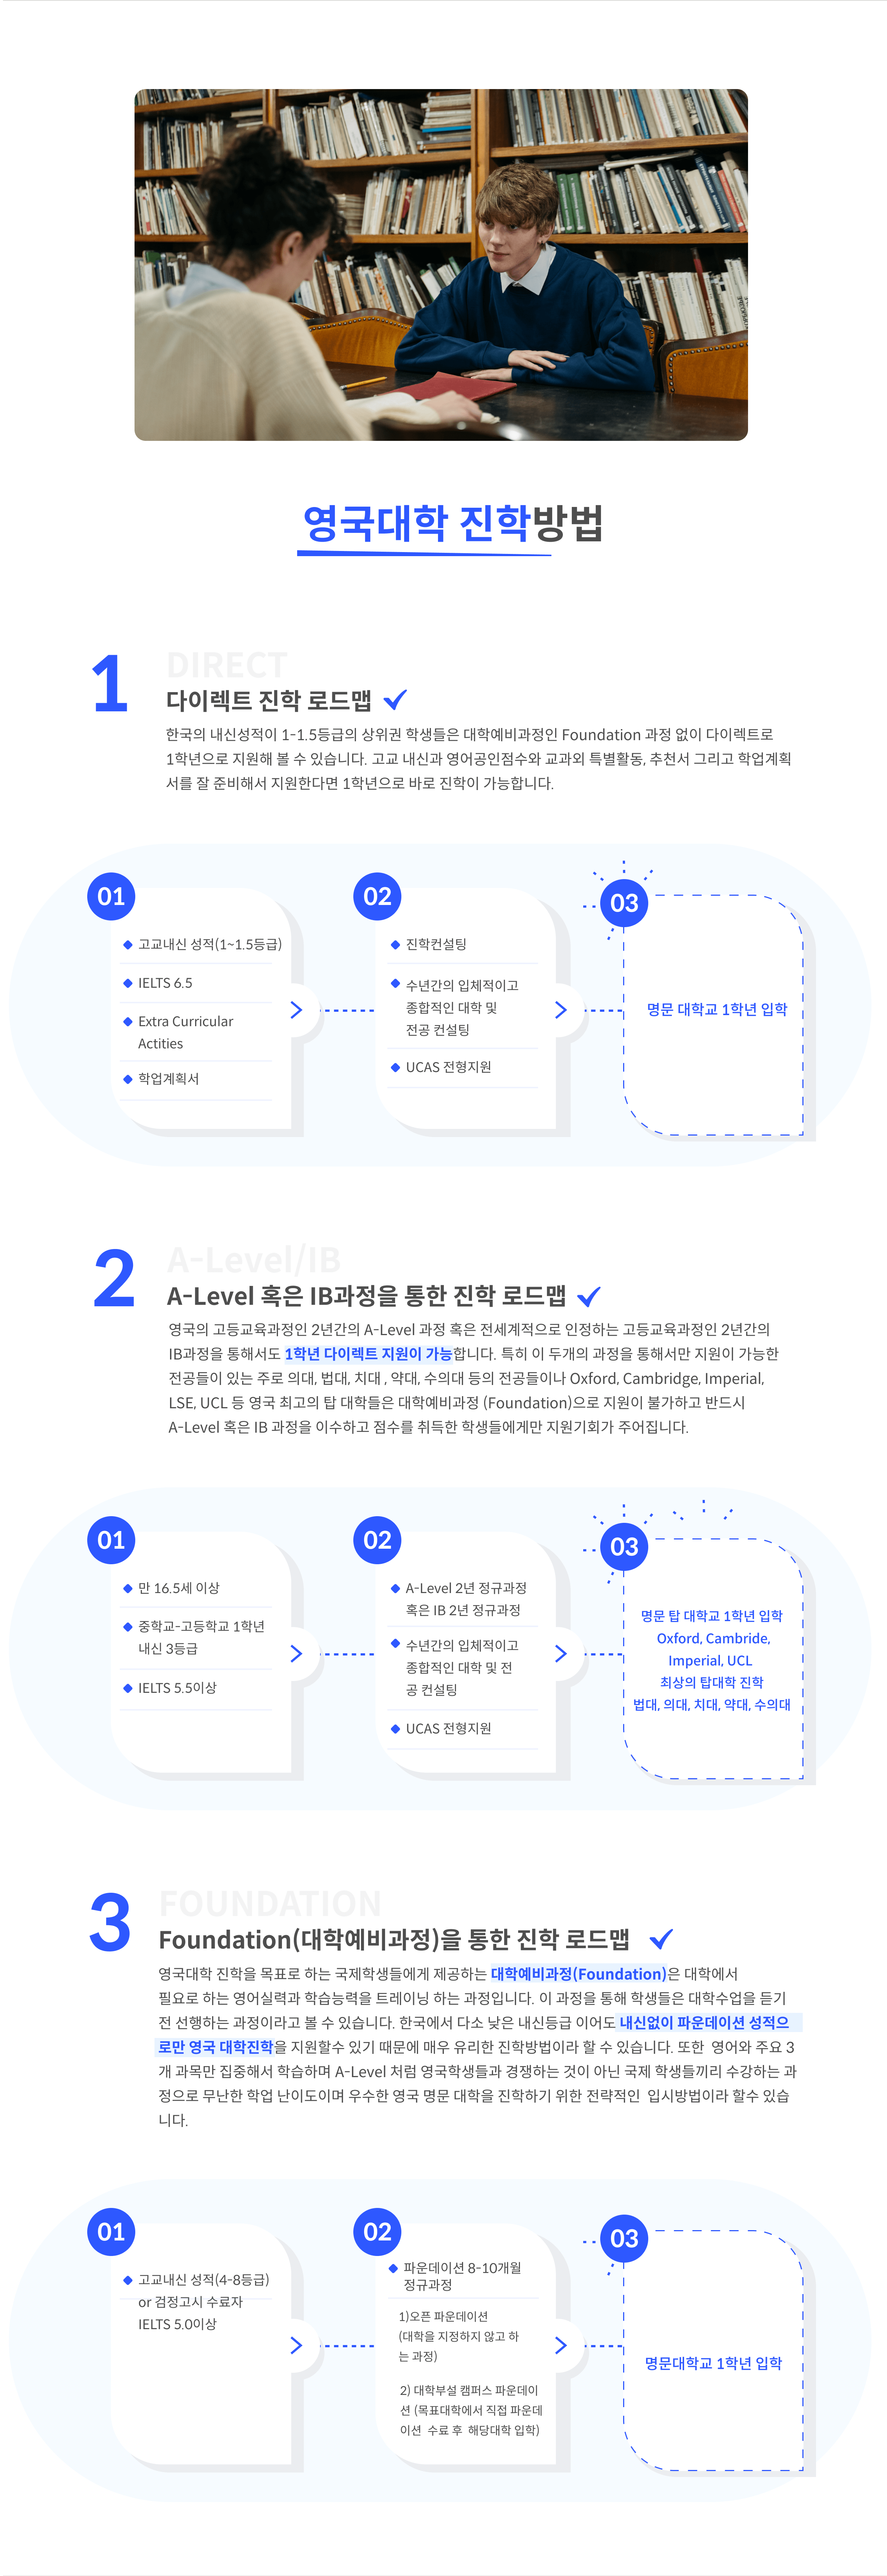 영국대학 진학방법
1
DIRECT
다이렉트 진학 로드맵
한국의 내신성적이 1-1.5등급의 상위권 학생들은 대학예비과정인 Foundation 과정 없이 다이렉트로
1학년으로 지원해 볼 수 있습니다. 고교 내신과 영어공인점수와 교과외 특별활동, 추천서 그리고 학업계획
서를 잘 준비해서 지원한다면 1학년으로 바로 진학이 가능합니다.
01
고교내신 성적(1~1.5등급)
IELTS 6.5
Extra Curricular
Actities
학업계획서
02
진학컨설팅
수년간의 입체적이고
종합적인 대학 및
전공 컨설팅
UCAS 전형지원
03
명문 대학교 1학년 입학
2
A-Level/IB
A-Level 혹은 IB과정을 통한 진학 로드맵
영국의 고등교육과정인 2년간의 A-Level 과정 혹은 전세계적으로 인정하는 고등교육과정인 2년간의
IB과정을 통해서도 1학년 다이렉트 지원이 가능합니다. 특히 이 두개의 과정을 통해서만 지원이 가능한
전공들이 있는 주로 의대, 법대, 치대 , 약대, 수의대 등의 전공들이나 Oxford, Cambridge, Imperial,
LSE, UCL 등 영국 최고의 탑 대학들은 대학예비과정 (Foundation)으로 지원이 불가하고 반드시
A-Level 혹은 IB 과정을 이수하고 점수를 취득한 학생들에게만 지원기회가 주어집니다.
01
만 16.5세 이상
중학교-고등학교 1학년
내신 3등급
IELTS 5.5이상
02
A-Level 2년 정규과정
혹은 IB 2년 정규과정
수년간의 입체적이고
종합적인 대학 및 전
공 컨설팅
UCAS 전형지원
03
명문 탑 대학교 1학년 입학
Oxford, Cambride,
Imperial, UCL
최상의 탑대학 진학
법대, 의대, 치대, 약대, 수의대
3
FOUNDATION
Foundation(대학예비과정)을 통한 진학 로드맵
영국대학 진학을 목표로 하는 국제학생들에게 제공하는 대학예비과정(Foundation)은 대학에서
필요로 하는 영어실력과 학습능력을 트레이닝 하는 과정입니다. 이 과정을 통해 학생들은 대학수업을 듣기
전 선행하는 과정이라고 볼 수 있습니다. 한국에서 다소 낮은 내신등급 이어도 내신없이 파운데이션 성적으
로만 영국 대학진학을 지원할수 있기 때문에 매우 유리한 진학방법이라 할 수 있습니다. 또한 영어와 주요 3
개 과목만 집중해서 학습하며 A-Level 처럼 영국학생들과 경쟁하는 것이 아닌 국제 학생들끼리 수강하는 과
정으로 무난한 학업 난이도이며 우수한 영국 명문 대학을 진학하기 위한 전략적인 입시방법이라 할수 있습
니다.
01
고교내신 성적(4-8등급)
or 검정고시 수료자
IELTS 5.0이상
02
파운데이션 8-10개월
정규과정
1)오픈 파운데이션
(대학을 지정하지 않고 하
는 과정)
2) 대학부설 캠퍼스 파운데이
션 (목표대학에서 직접 파운데
이션 수료 후 해당대학 입학)
03
명문대학교 1학년 입학